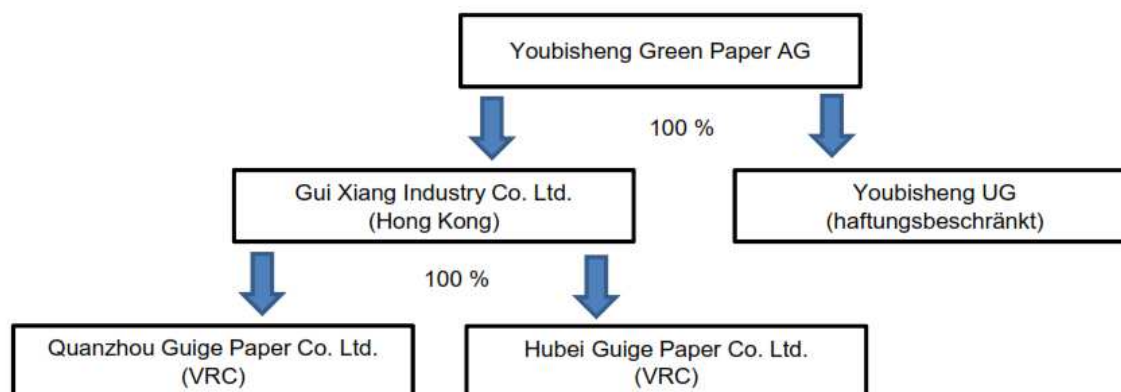 Youbisheng Green Paper AG
100 %
Gui Xiang Industry Co. Ltd.
(Hong Kong)
Youbisheng UG
(haftungsbeschränkt)
100 %
Quanzhou Guige Paper Co. Ltd.
(VRC)
Hubei Guige Paper Co. Ltd.
(VRC)